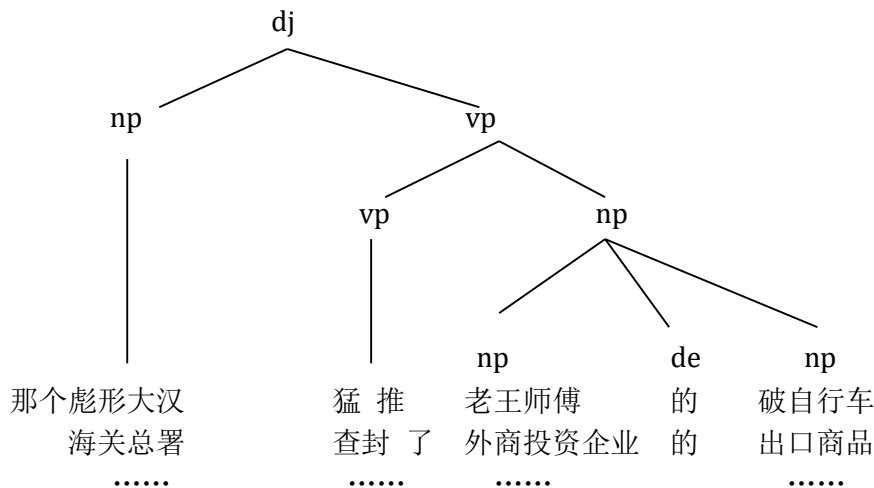 dj
np vp
vp np
np de np
那个彪形大汉 猛 推 老王师傅 的 破自行车
海关总署 查封 了 外商投资企业 的 出口商品
...... ...... ...... ......